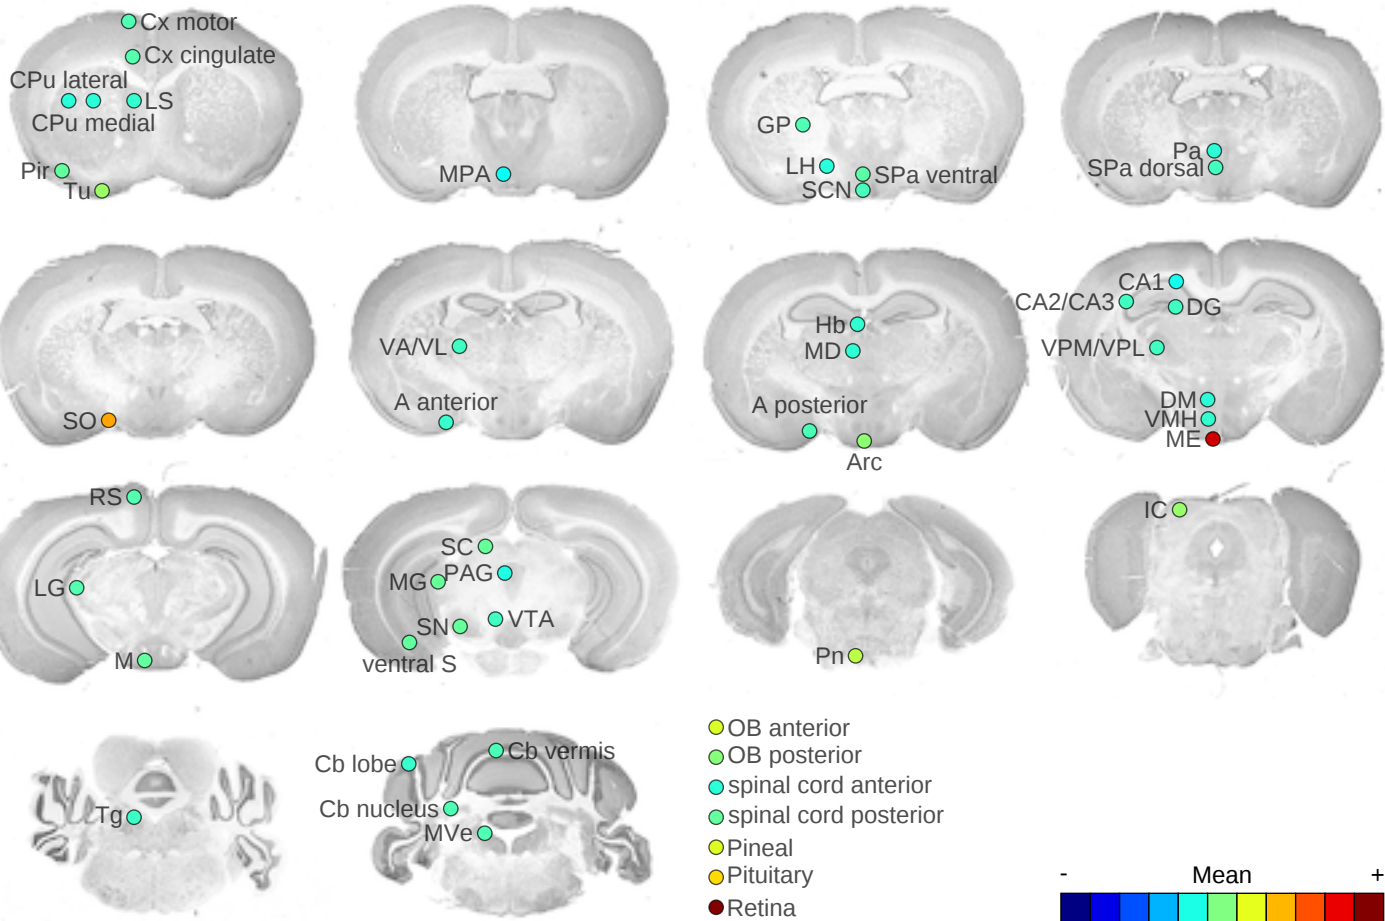 Cx motor
Cx cingulate
CPu lateral
LS
CPu medial
Pir
Tu
MPA
GP
LH
SPa ventral
SCN
Pa
SPa dorsal
SO
VA/VL
A anterior
Hb
MD
A posterior
Arc
CA1
CA2/CA3
DG
VPM/VPL
DM
VMH
ME
RS
LG
M
SC
MG
PAG
SN
VTA
ventral S
Pn
IC
Tg
Cb lobe
Cb vermis
Cb nucleus
MVe
OB anterior
OB posterior
spinal cord anterior
spinal cord posterior
Pineal
Pituitary
Retina
- Mean +